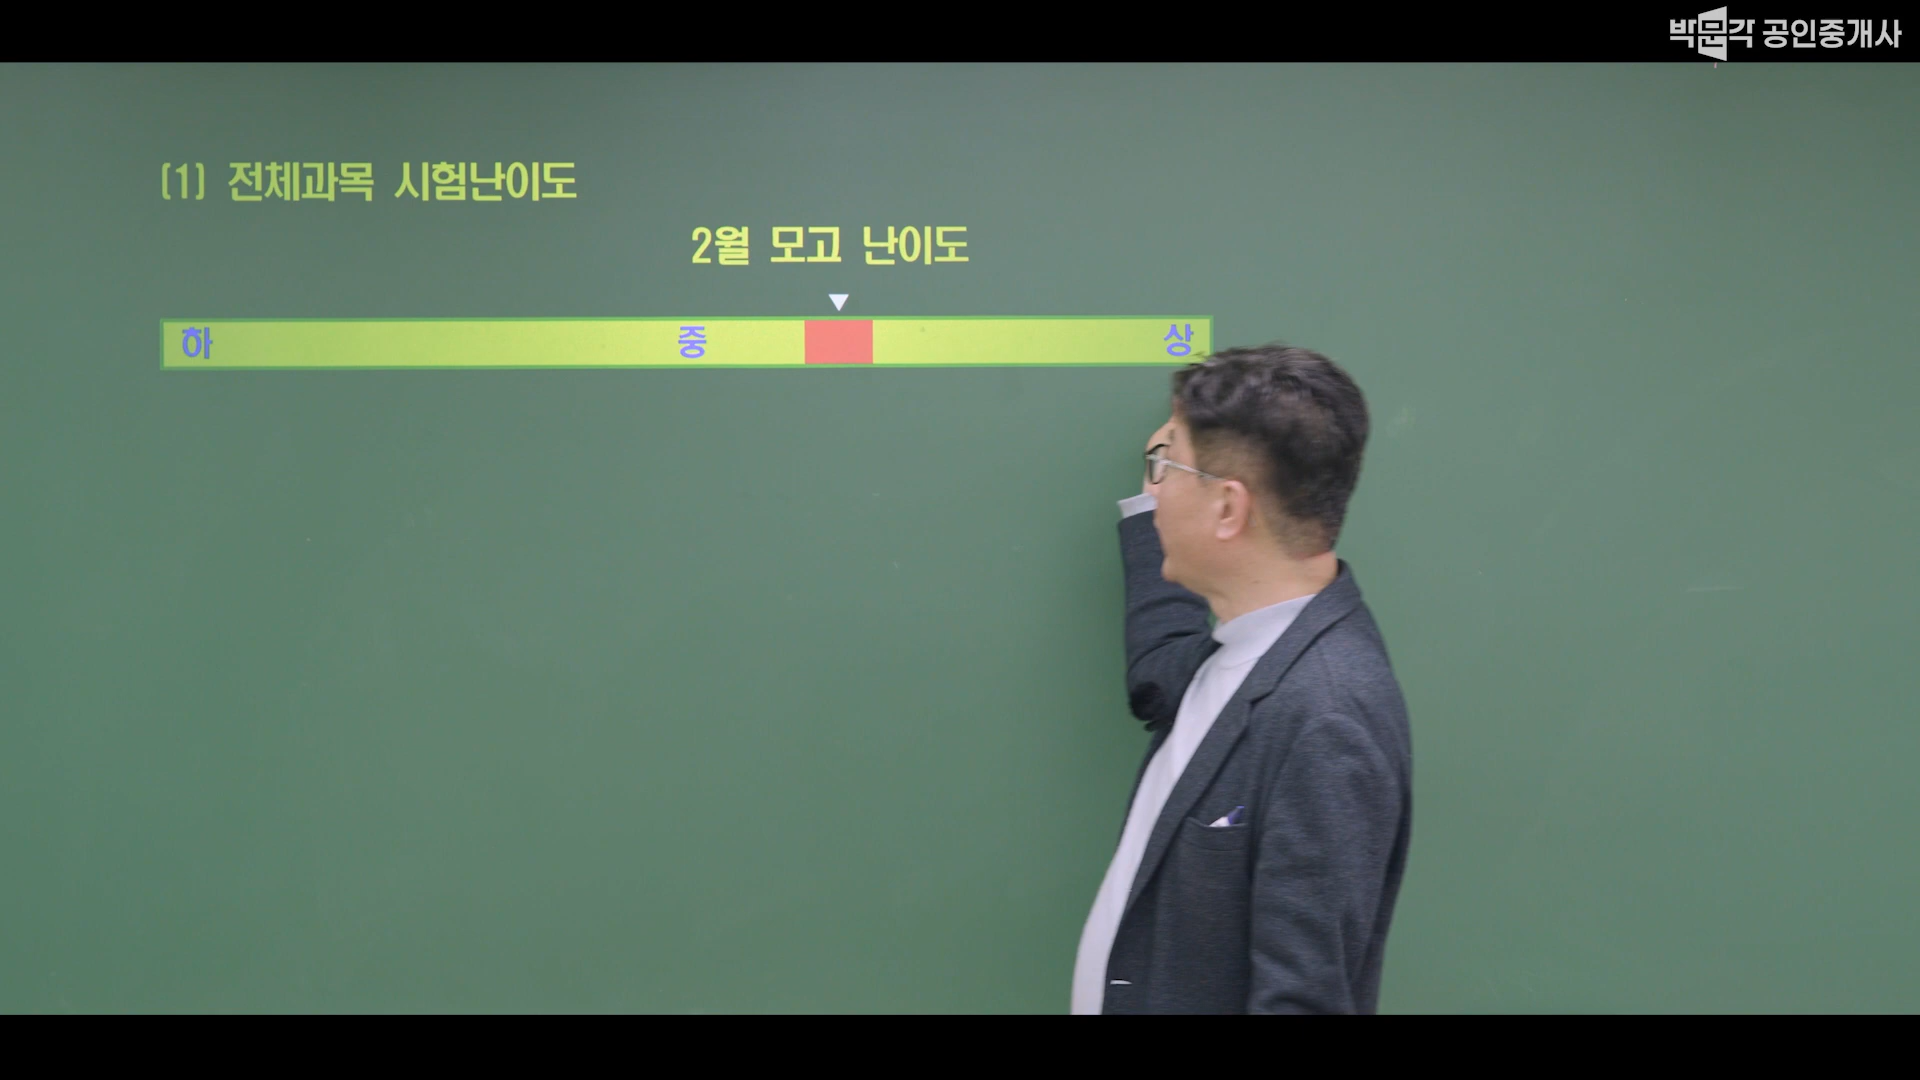 박문각 공인중개사
(1) 전체과목 시험난이도
2월 모고 난이도
하 중 상